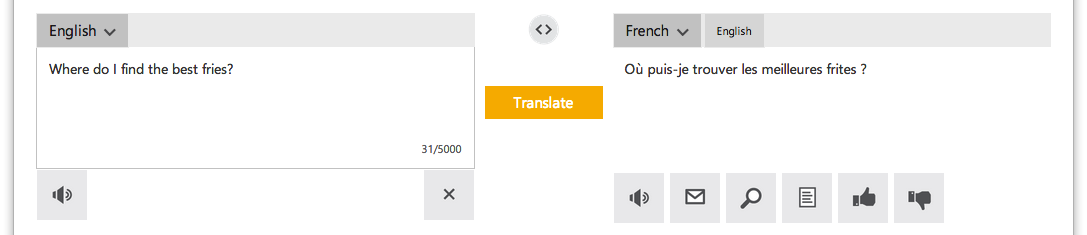 English
French English
Where do I find the best fries?
Où puis-je trouver les meilleures frites ?
Translate
31/5000